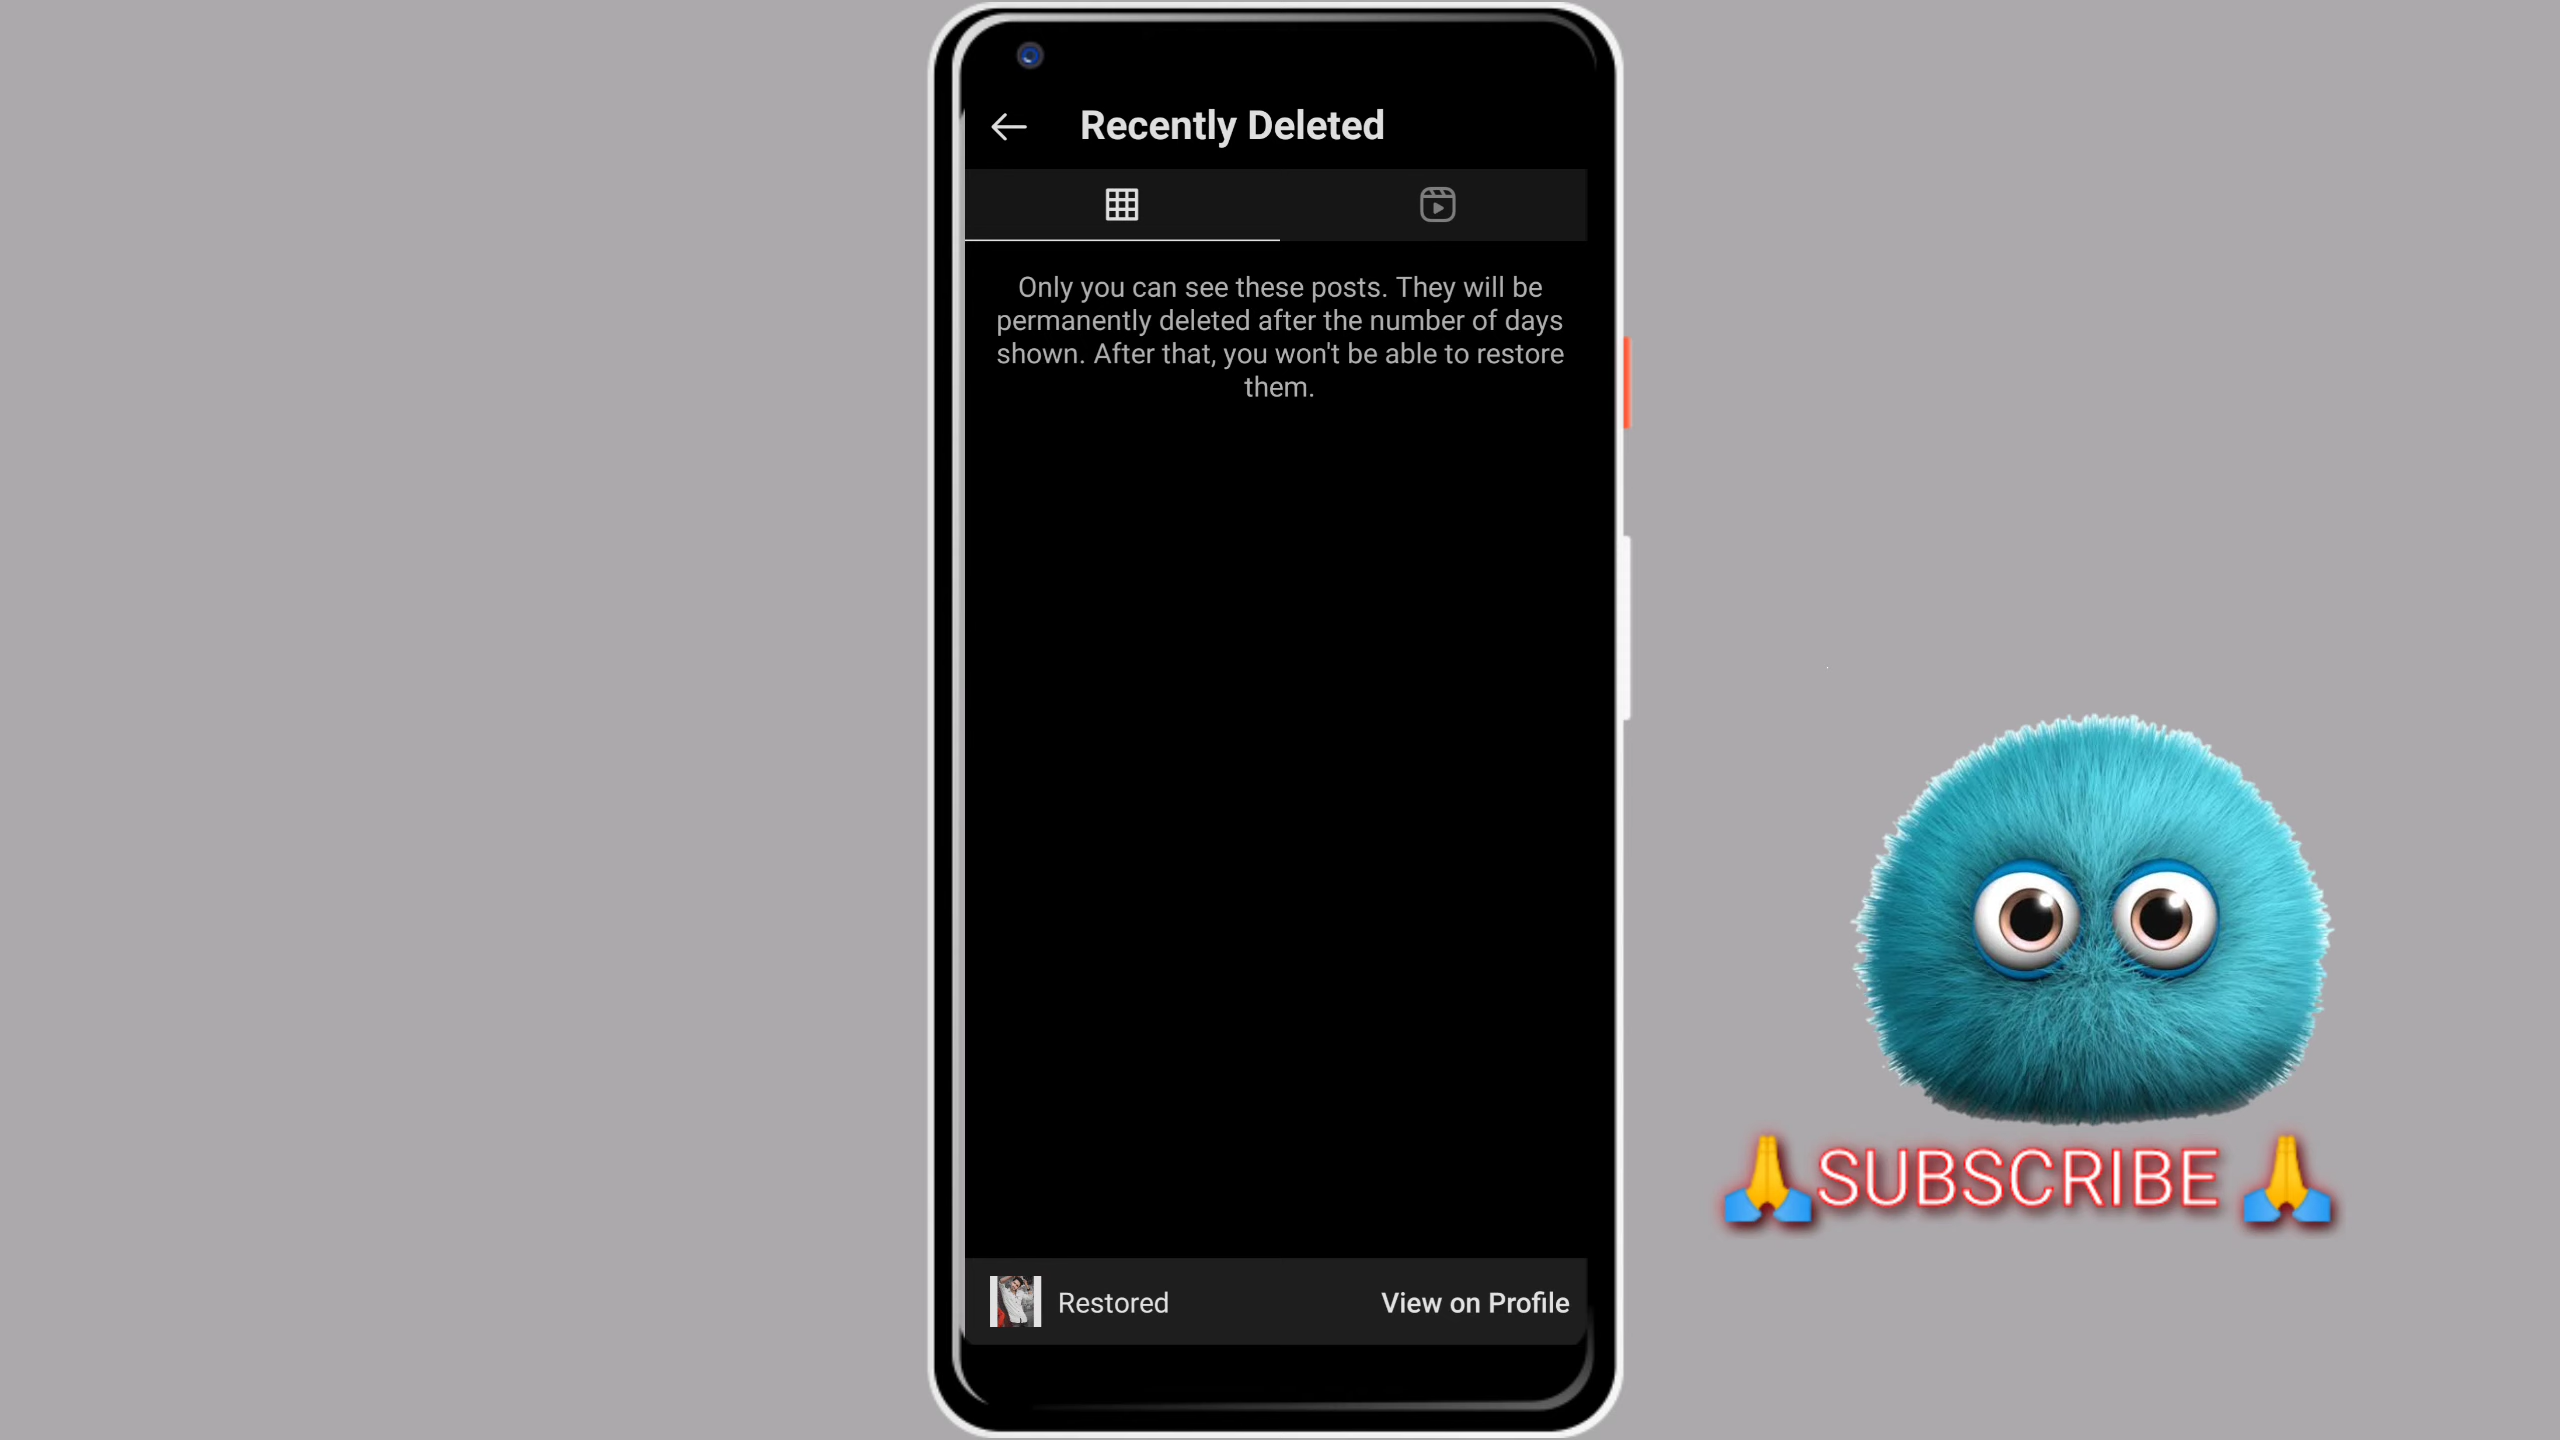 Recently Deleted
Only you can see these posts. They will be
permanently deleted after the number of days
shown. After that, you won't be able to restore
them.
Restored
View on Profile
🙏SUBSCRIBE 🙏